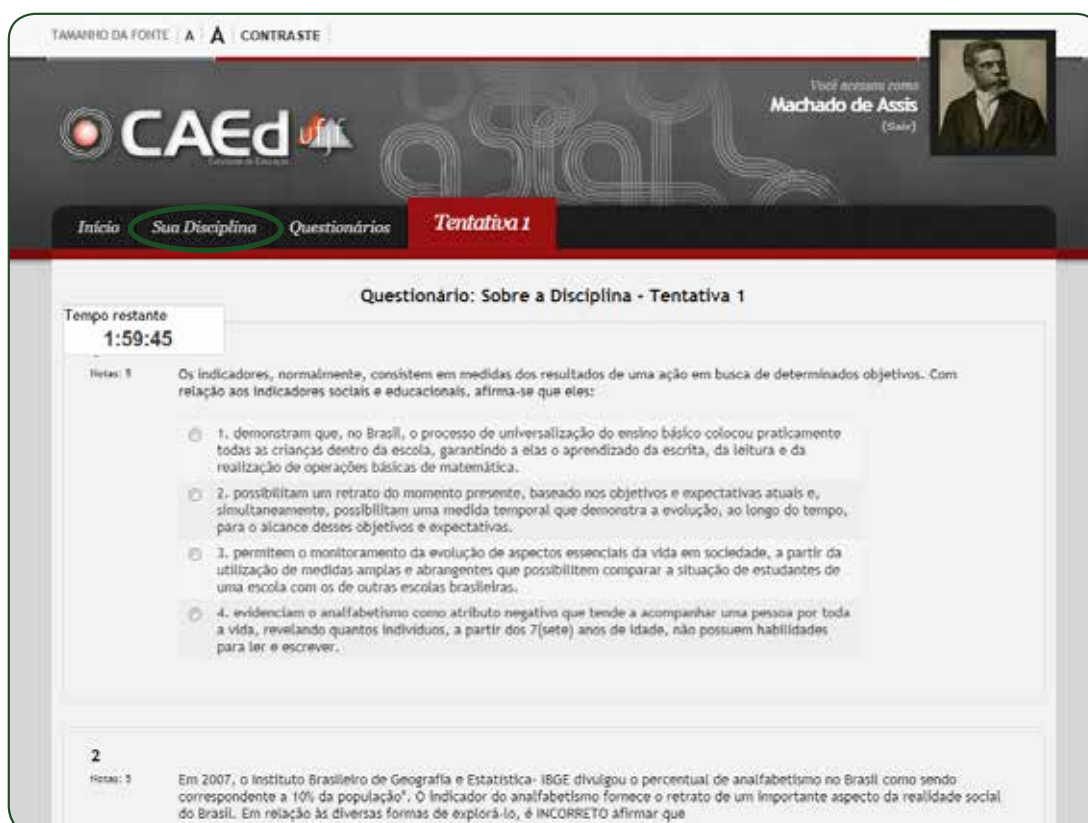 TAMANHO DA FONTE A A CONTRASTE
Você acessou como
Machado de Assis
(Sair)
CAEd ufjf
Início Sua Disciplina Questionários Tentativa 1
Questionário: Sobre a Disciplina - Tentativa 1
Tempo restante
1:59:45
Notas: 5
Os indicadores, normalmente, consistem em medidas dos resultados de uma ação em busca de determinados objetivos. Com
relação aos indicadores sociais e educacionais, afirma-se que eles:
1. demonstram que, no Brasil, o processo de universalização do ensino básico colocou praticamente
todas as crianças dentro da escola, garantindo a elas o aprendizado da escrita, da leitura e da
realização de operações básicas de matemática.
2. possibilitam um retrato do momento presente, baseado nos objetivos e expectativas atuais e,
simultaneamente, possibilitam uma medida temporal que demonstra a evolução, ao longo do tempo,
para o alcance desses objetivos e expectativas.
3. permitem o monitoramento da evolução de aspectos essenciais da vida em sociedade, a partir da
utilização de medidas amplas e abrangentes que possibilitem comparar a situação de estudantes de
uma escola com os de outras escolas brasileiras.
4. evidenciam o analfabetismo como atributo negativo que tende a acompanhar uma pessoa por toda
a vida, revelando quantos indivíduos, a partir dos 7(sete) anos de idade, não possuem habilidades
para ler e escrever.
2
Notas: 5
Em 2007, o Instituto Brasileiro de Geografia e Estatística- IBGE divulgou o percentual de analfabetismo no Brasil como sendo
correspondente a 10% da população". O indicador do analfabetismo fornece o retrato de um importante aspecto da realidade social
do Brasil. Em relação às diversas formas de explorá-lo, é INCORRETO afirmar que